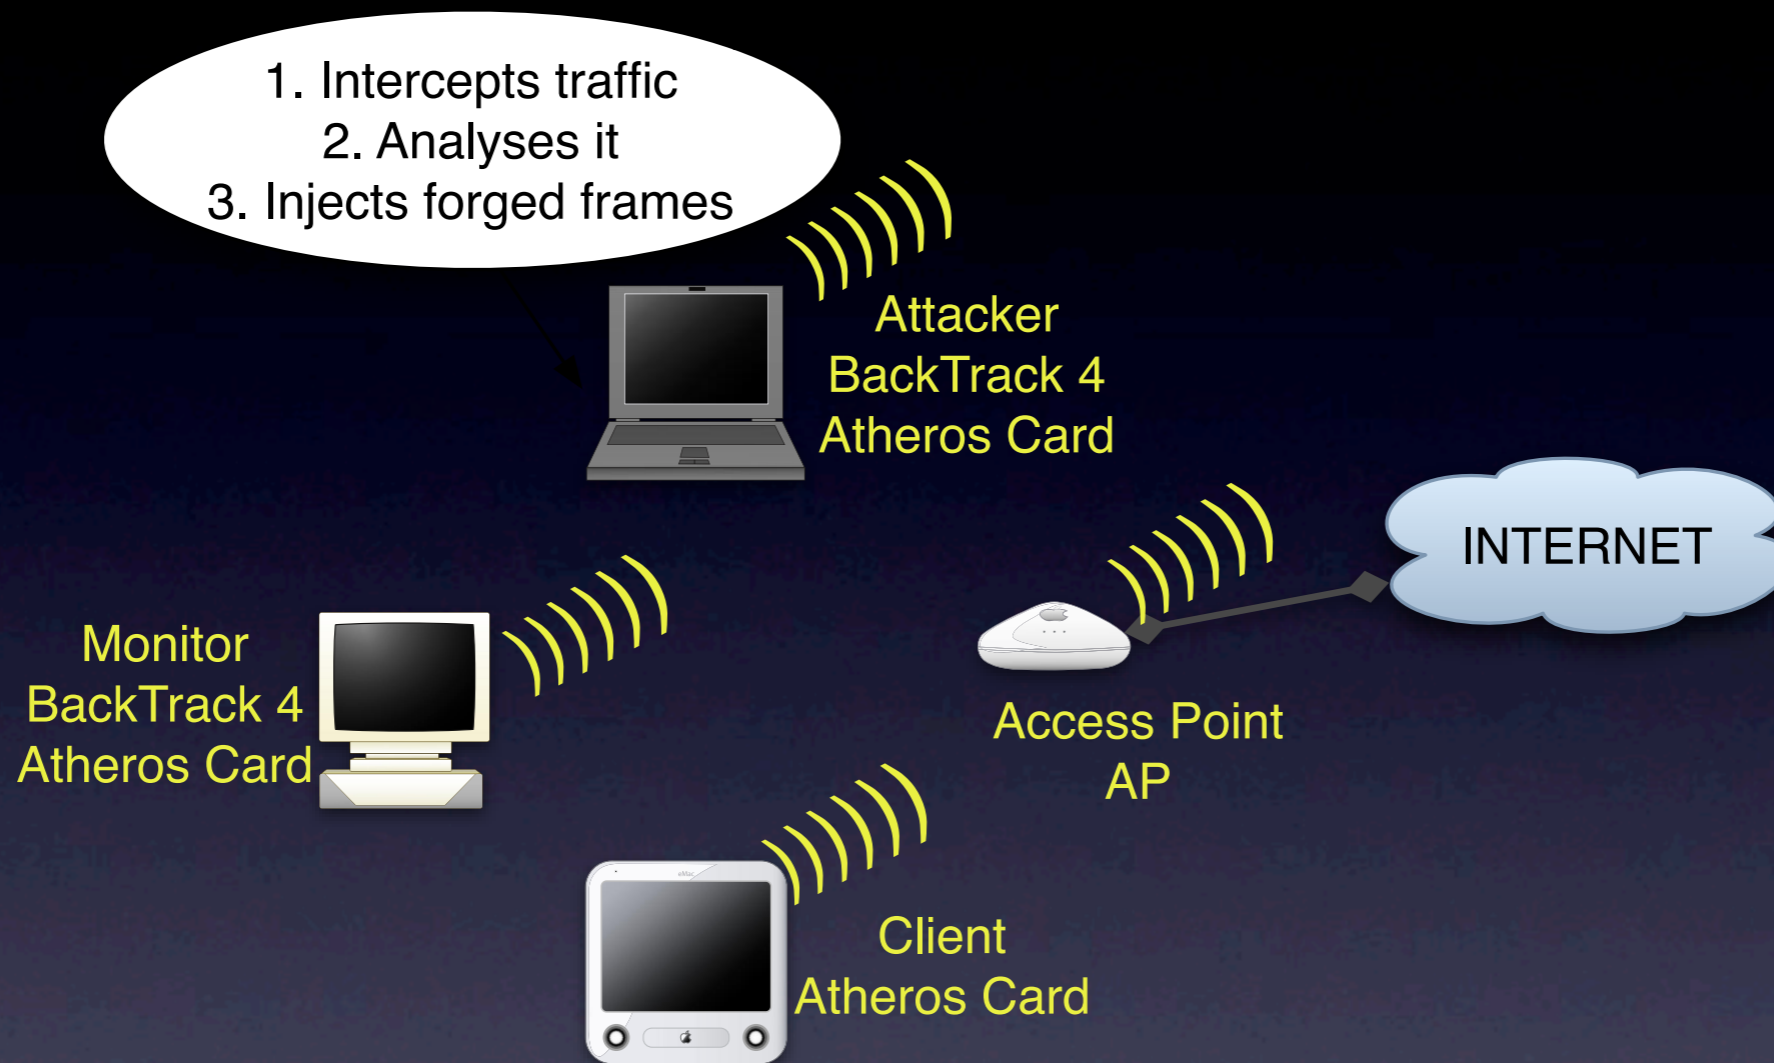 1. Intercepts traffic
2. Analyses it
3. Injects forged frames
Attacker
BackTrack 4
Atheros Card
INTERNET
Monitor
BackTrack 4
Atheros Card
Access Point
AP
eMac
Client
Atheros Card